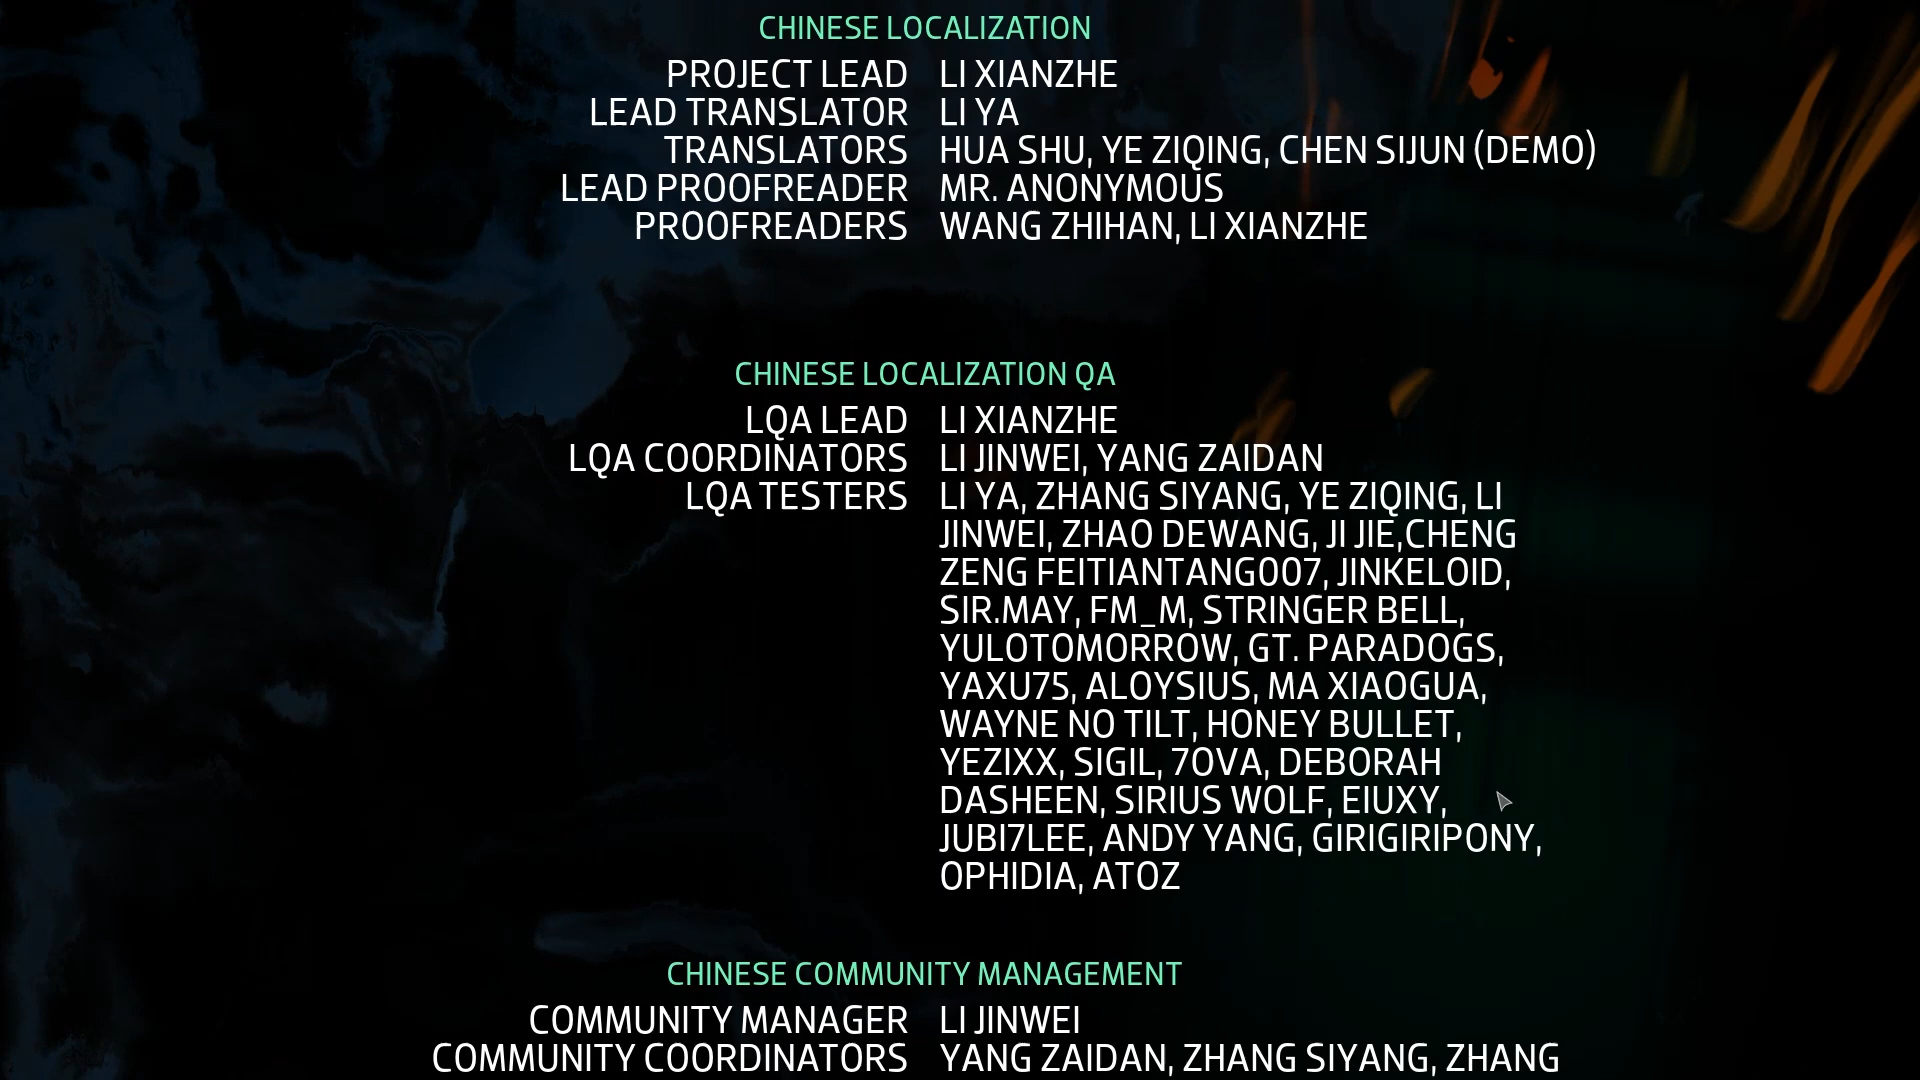 CHINESE LOCALIZATION
PROJECT LEAD LI XIANZHE
LEAD TRANSLATOR LI YA
TRANSLATORS HUA SHU, YE ZIQING, CHEN SIJUN (DEMO)
LEAD PROOFREADER MR. ANONYMOUS
PROOFREADERS WANG ZHIHAN, LI XIANZHE
CHINESE LOCALIZATION QA
LQA LEAD LI XIANZHE
LQA COORDINATORS LI JINWEI, YANG ZAIDAN
LQA TESTERS LI YA, ZHANG SIYANG, YE ZIQING, LI
JINWEI, ZHAO DEWANG, JI JIE,CHENG
ZENG FEITIANTANG007, JINKELOID,
SIR.MAY, FM_M, STRINGER BELL,
YULOTOMORROW, GT. PARADOGS,
YAXU75, ALOYSIUS, MA XIAOGUA,
WAYNE NO TILT, HONEY BULLET,
YEZIXX, SIGIL, 7OVA, DEBORAH
DASHEEN, SIRIUS WOLF, EIUXY,
JUBI7LEE, ANDY YANG, GIRIGIRIPONY,
OPHIDIA, ATOZ
CHINESE COMMUNITY MANAGEMENT
COMMUNITY MANAGER LI JINWEI
COMMUNITY COORDINATORS YANG ZAIDAN, ZHANG SIYANG, ZHANG